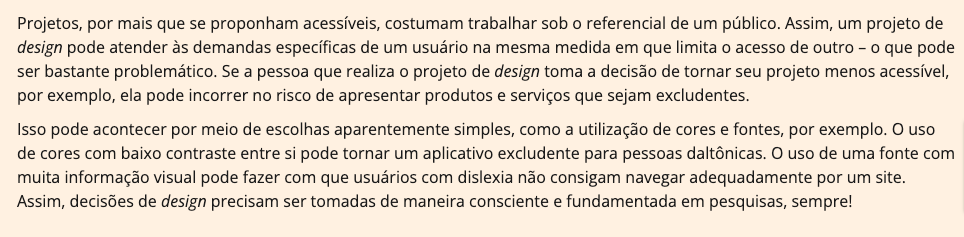 Projetos, por mais que se proponham acessíveis, costumam trabalhar sob o referencial de um público. Assim, um projeto de
design pode atender às demandas específicas de um usuário na mesma medida em que limita o acesso de outro – o que pode
ser bastante problemático. Se a pessoa que realiza o projeto de design toma a decisão de tornar seu projeto menos acessível,
por exemplo, ela pode incorrer no risco de apresentar produtos e serviços que sejam excludentes.
Isso pode acontecer por meio de escolhas aparentemente simples, como a utilização de cores e fontes, por exemplo. O uso
de cores com baixo contraste entre si pode tornar um aplicativo excludente para pessoas daltônicas. O uso de uma fonte com
muita informação visual pode fazer com que usuários com dislexia não consigam navegar adequadamente por um site.
Assim, decisões de design precisam ser tomadas de maneira consciente e fundamentada em pesquisas, sempre!